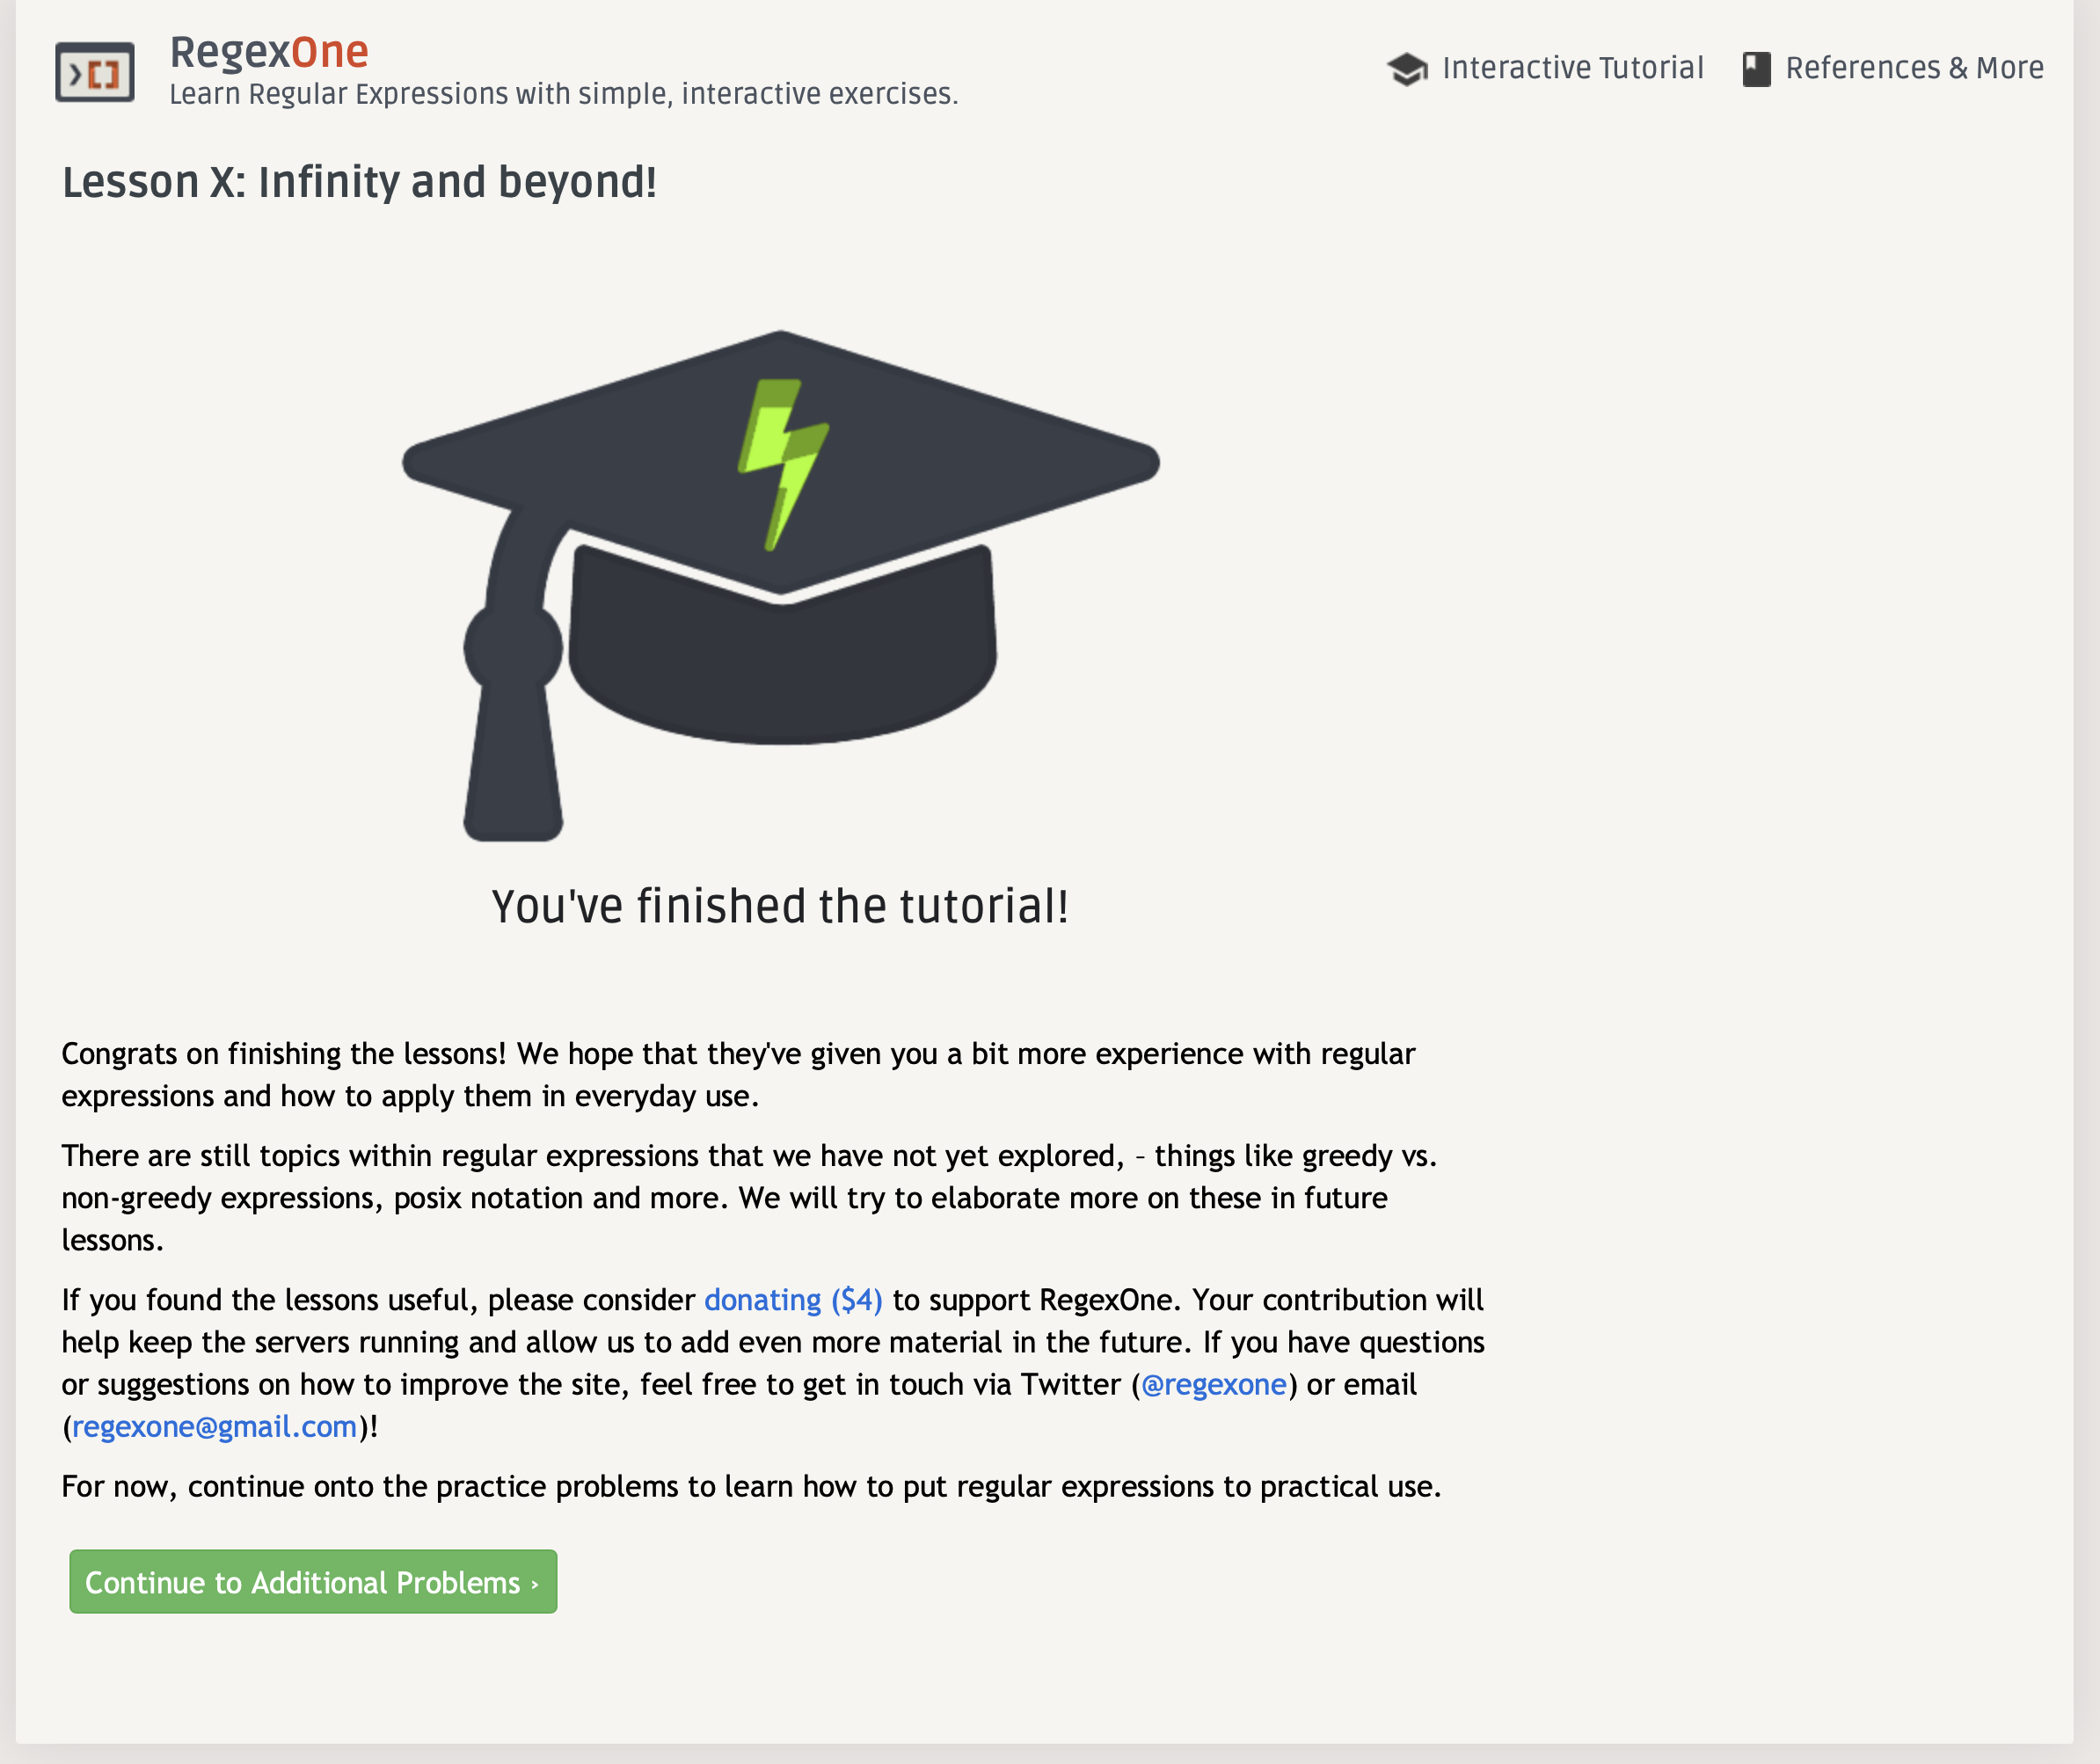 RegexOne
Learn Regular Expressions with simple, interactive exercises.
Interactive Tutorial
References & More
Lesson X: Infinity and beyond!
You've finished the tutorial!
Congrats on finishing the lessons! We hope that they've given you a bit more experience with regular
expressions and how to apply them in everyday use.
There are still topics within regular expressions that we have not yet explored, - things like greedy vs.
non-greedy expressions, posix notation and more. We will try to elaborate more on these in future
lessons.
If you found the lessons useful, please consider donating ($4) to support RegexOne. Your contribution will
help keep the servers running and allow us to add even more material in the future. If you have questions
or suggestions on how to improve the site, feel free to get in touch via Twitter (@regexone) or email
(regexone@gmail.com)!
For now, continue onto the practice problems to learn how to put regular expressions to practical use.
Continue to Additional Problems ›